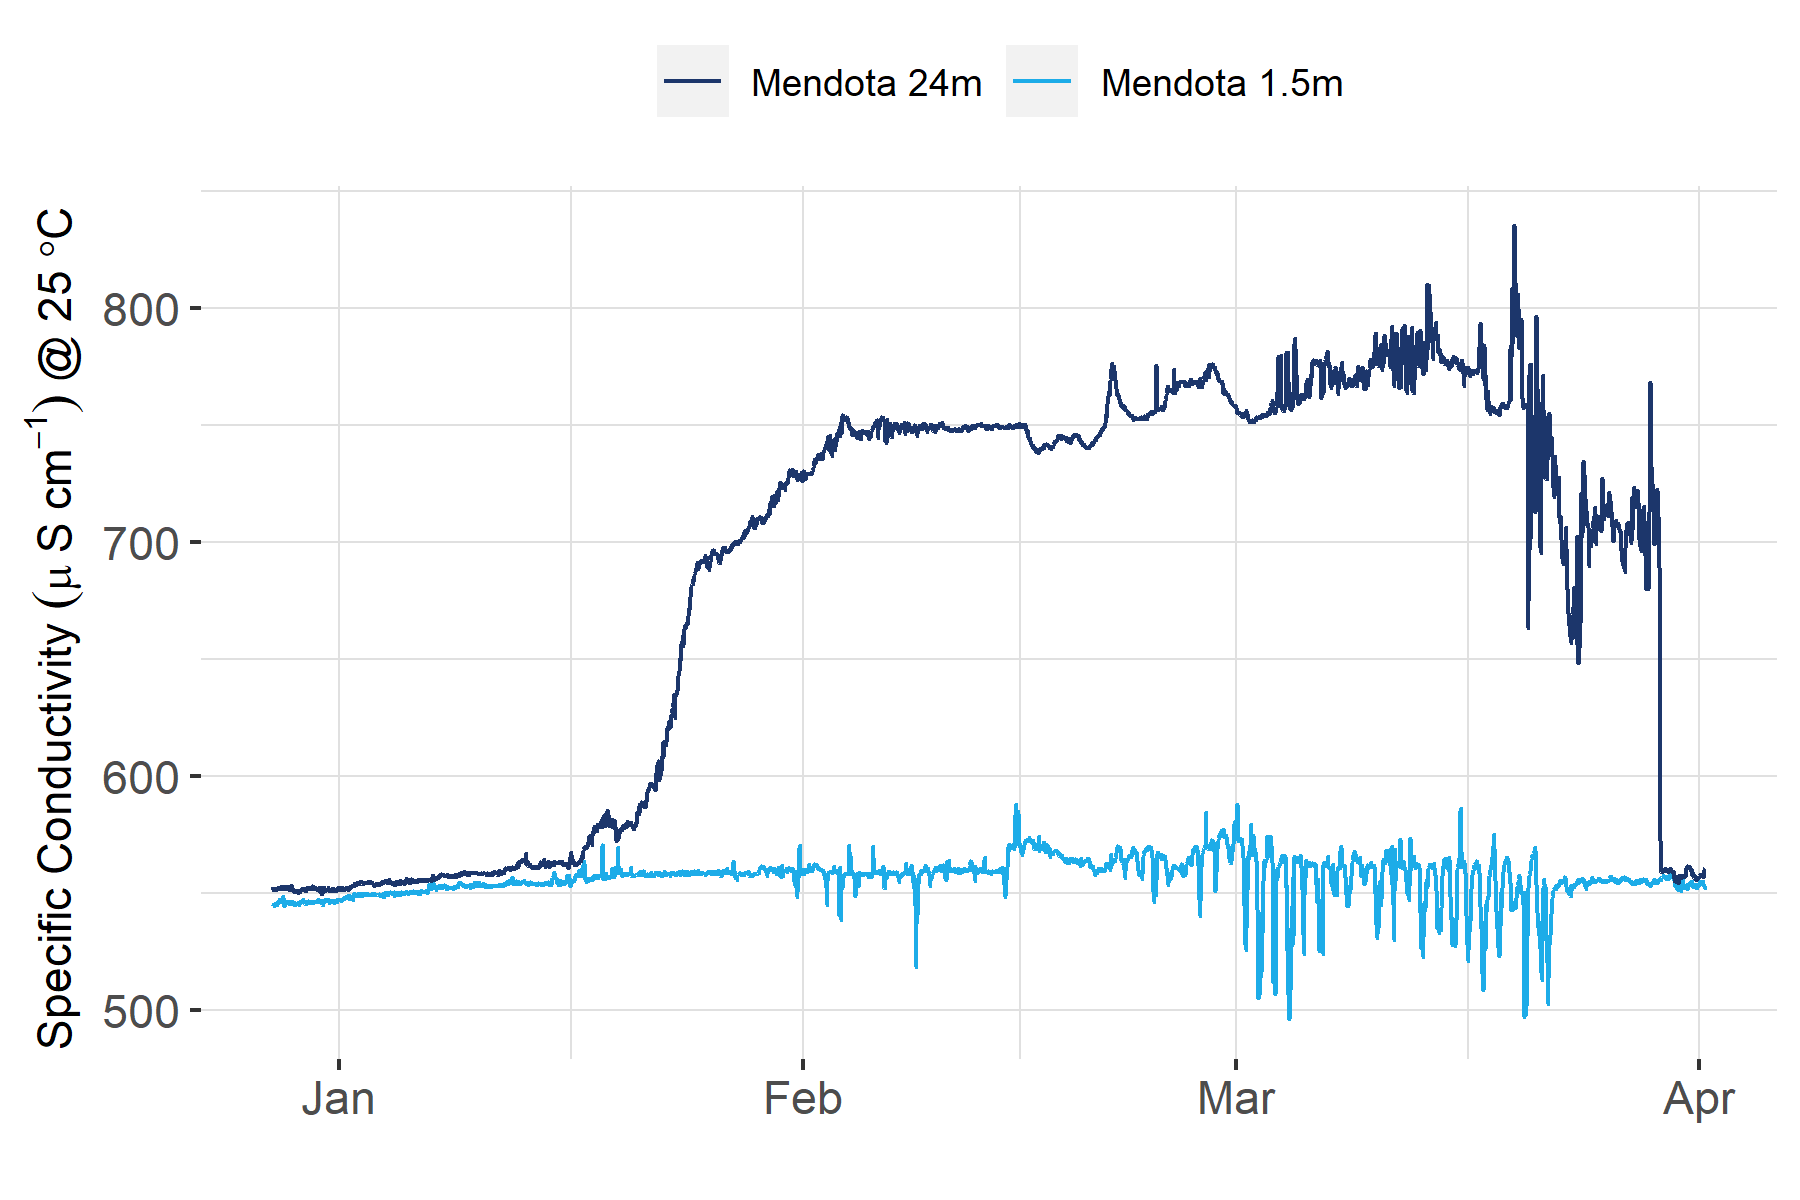 Mendota 24m Mendota 1.5m
Specific Conductivity (μ S cm⁻¹) @ 25 °C
800
700
600
500
Jan Feb Mar Apr